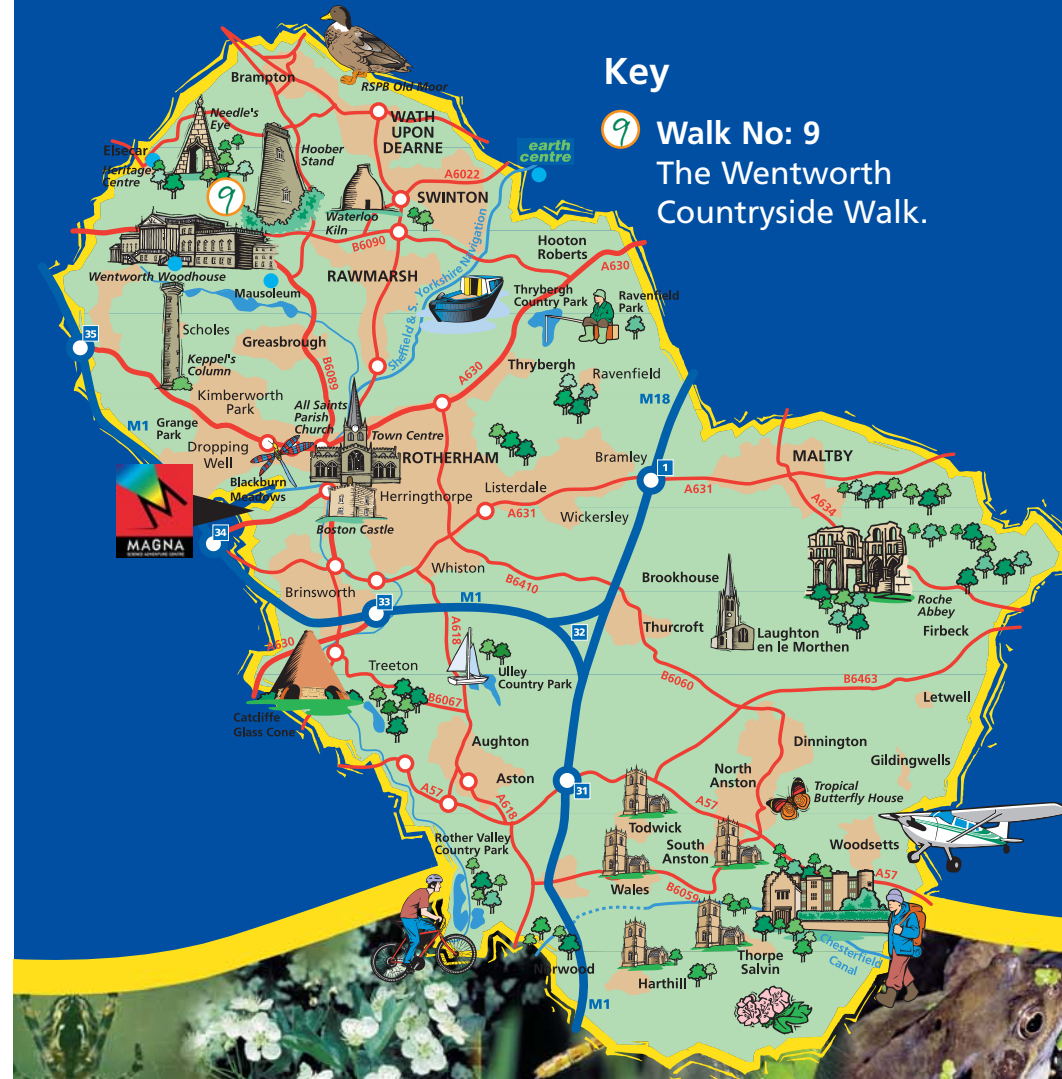 Key
9 Walk No: 9
The Wentworth
Countryside Walk.
RSPB Old Moor
Brampton
Needle's
Eye
WATH
UPON
DEARNE
Hoober
Stand
earth
centre
Elsecar
Heritage
Centre
9
A6022
SWINTON
Waterloo
Kiln
B6090
Hooton
Roberts
A630
Sheffield & S. Yorkshire Navigation
RAWMARSH
Wentworth Woodhouse
Mausoleum
Thrybergh
Country Park
Ravenfield
Park
35
Scholes
Greasbrough
Keppel's
Column
B6089
A630
Thrybergh
Ravenfield
Kimberworth
Park
M18
M1
Grange
Park
All Saints
Parish
Church
Town Centre
Dropping
Well
ROTHERHAM
Bramley
1
MALTBY
Blackburn
Meadows
Herringthorpe
Listerdale
A631
A631
A634
Wickersley
Boston Castle
M
MAGNA
SCIENCE ADVENTURE CENTRE
34
Whiston
B6410
Brookhouse
Roche
Abbey
Brinsworth
33
M1
A618
32
Thurcroft
Laughton
en le Morthen
Firbeck
A630
Treeton
Ulley
Country Park
B6060
B6463
Letwell
B6067
Catcliffe
Glass Cone
Aughton
Dinnington
Gildingwells
Aston
31
North
Anston
Tropical
Butterfly House
A57
A618
A57
Todwick
South
Anston
Woodsetts
Rother Valley
Country Park
Wales
B6059
A57
Thorpe
Salvin
Chesterfield
Canal
Norwood
Harthill
M1